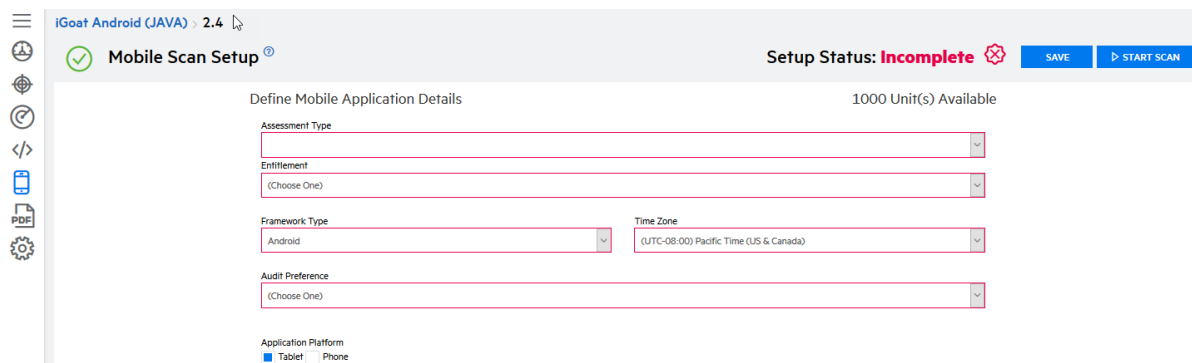 iGoat Android (JAVA) > 2.4
Mobile Scan Setup ?
Setup Status: Incomplete
SAVE
START SCAN
Define Mobile Application Details
1000 Unit(s) Available
Assessment Type
Entitlement
(Choose One)
Framework Type
Time Zone
Android
(UTC-08:00) Pacific Time (US & Canada)
Audit Preference
(Choose One)
Application Platform
Tablet
Phone
</>
PDF